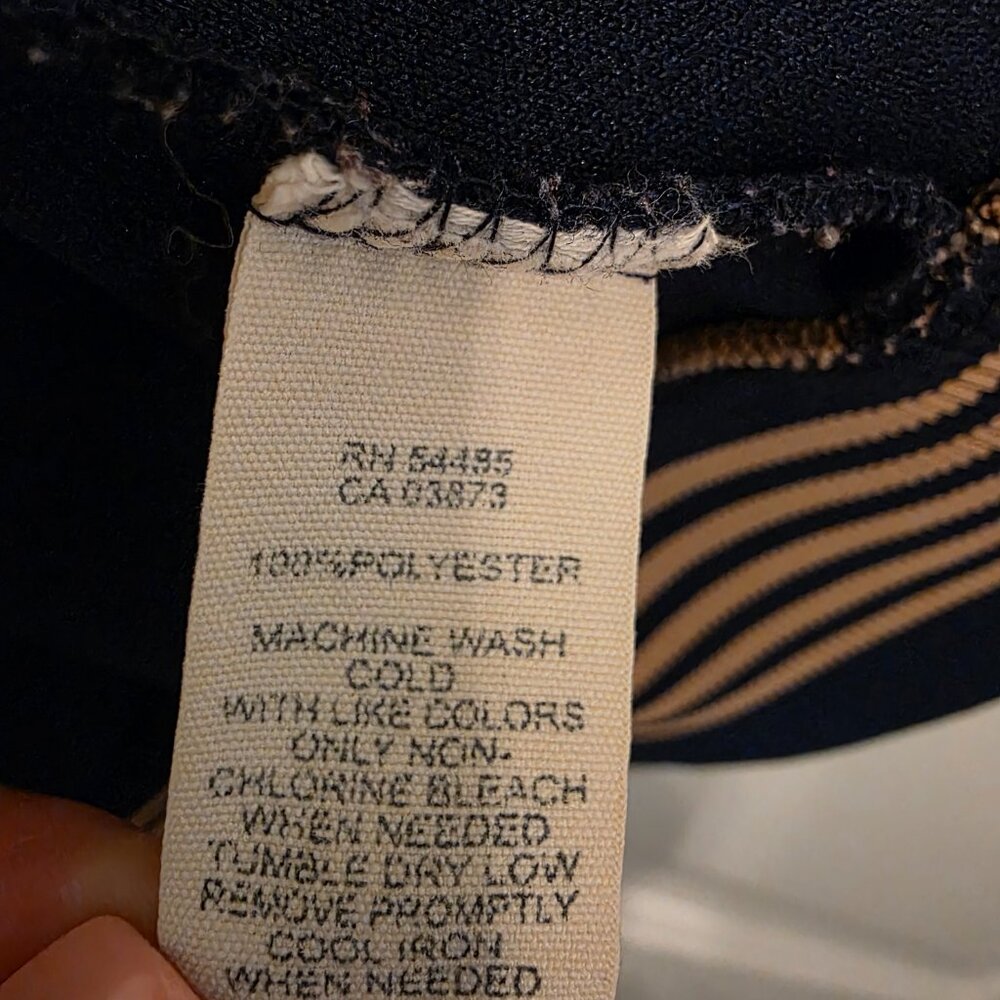 RN 54485
CA 03873
100%POLYESTER
MACHINE WASH
COLD
WITH LIKE COLORS
ONLY NON-
CHLORINE BLEACH
WHEN NEEDED
TUMBLE DRY LOW
REMOVE PROMPTLY
COOL IRON
WHEN NEEDED